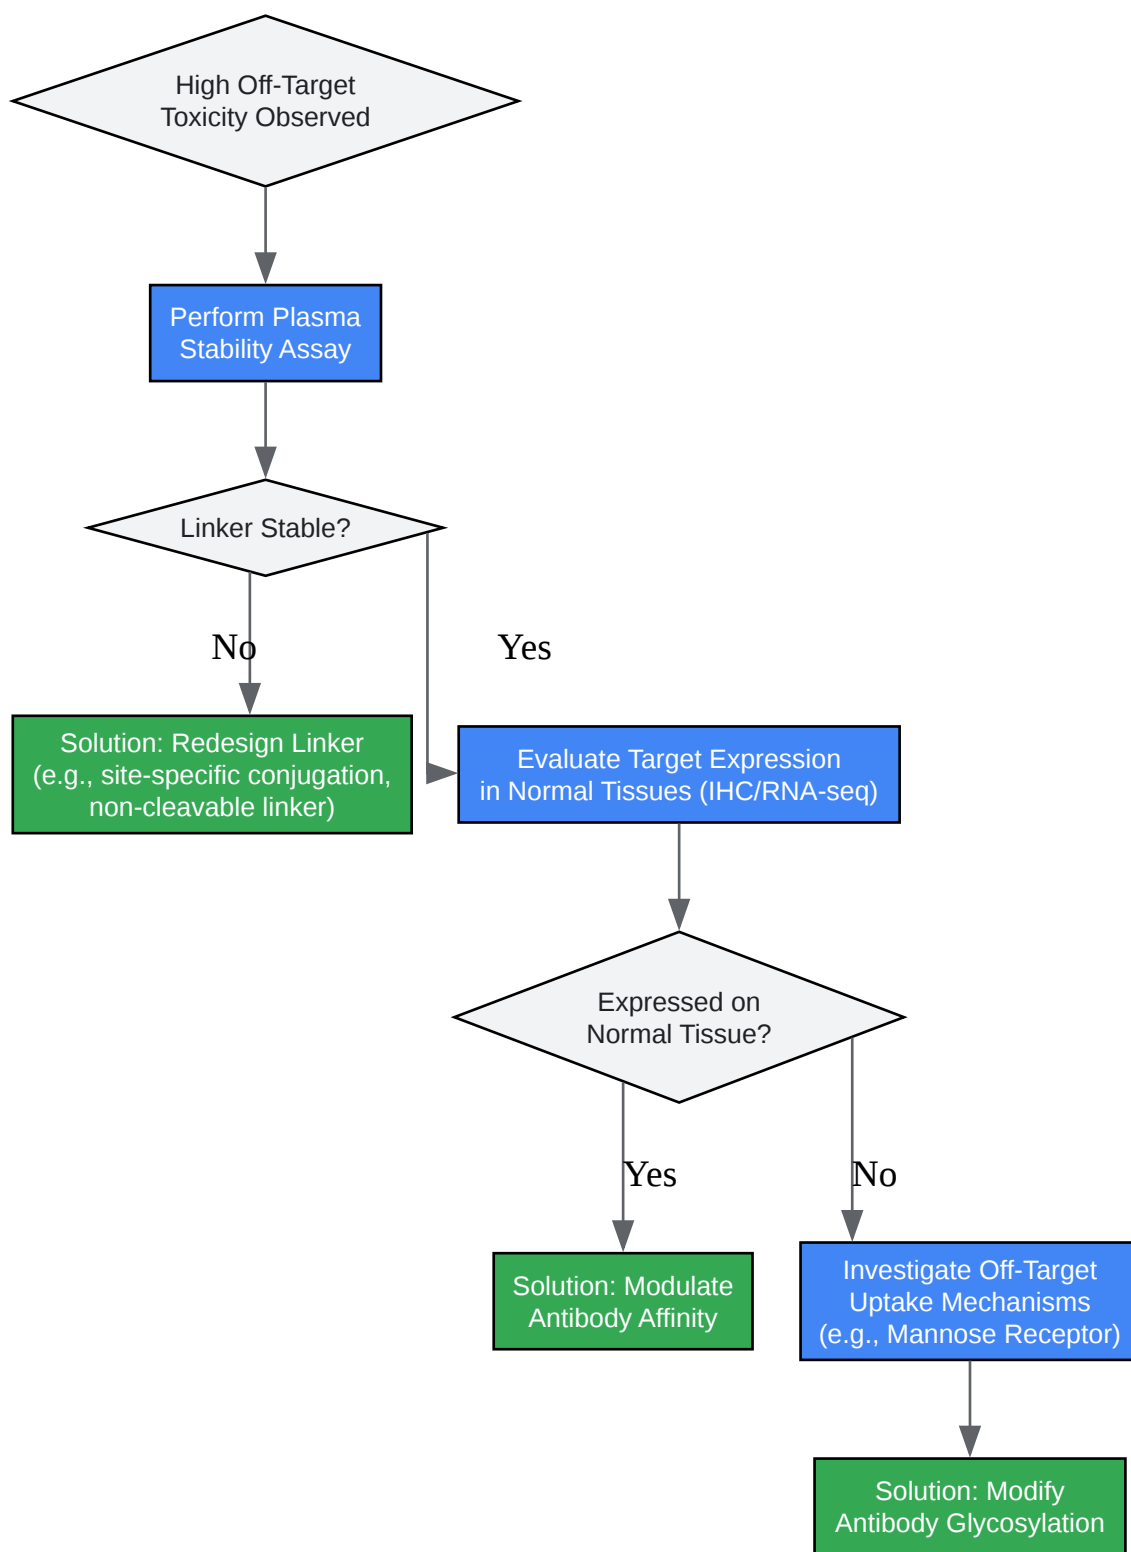 High Off-Target
Toxicity Observed
Perform Plasma
Stability Assay
Linker Stable?
No
Yes
Solution: Redesign Linker
(e.g., site-specific conjugation,
non-cleavable linker)
Evaluate Target Expression
in Normal Tissues (IHC/RNA-seq)
Expressed on
Normal Tissue?
Yes
No
Solution: Modulate
Antibody Affinity
Investigate Off-Target
Uptake Mechanisms
(e.g., Mannose Receptor)
Solution: Modify
Antibody Glycosylation